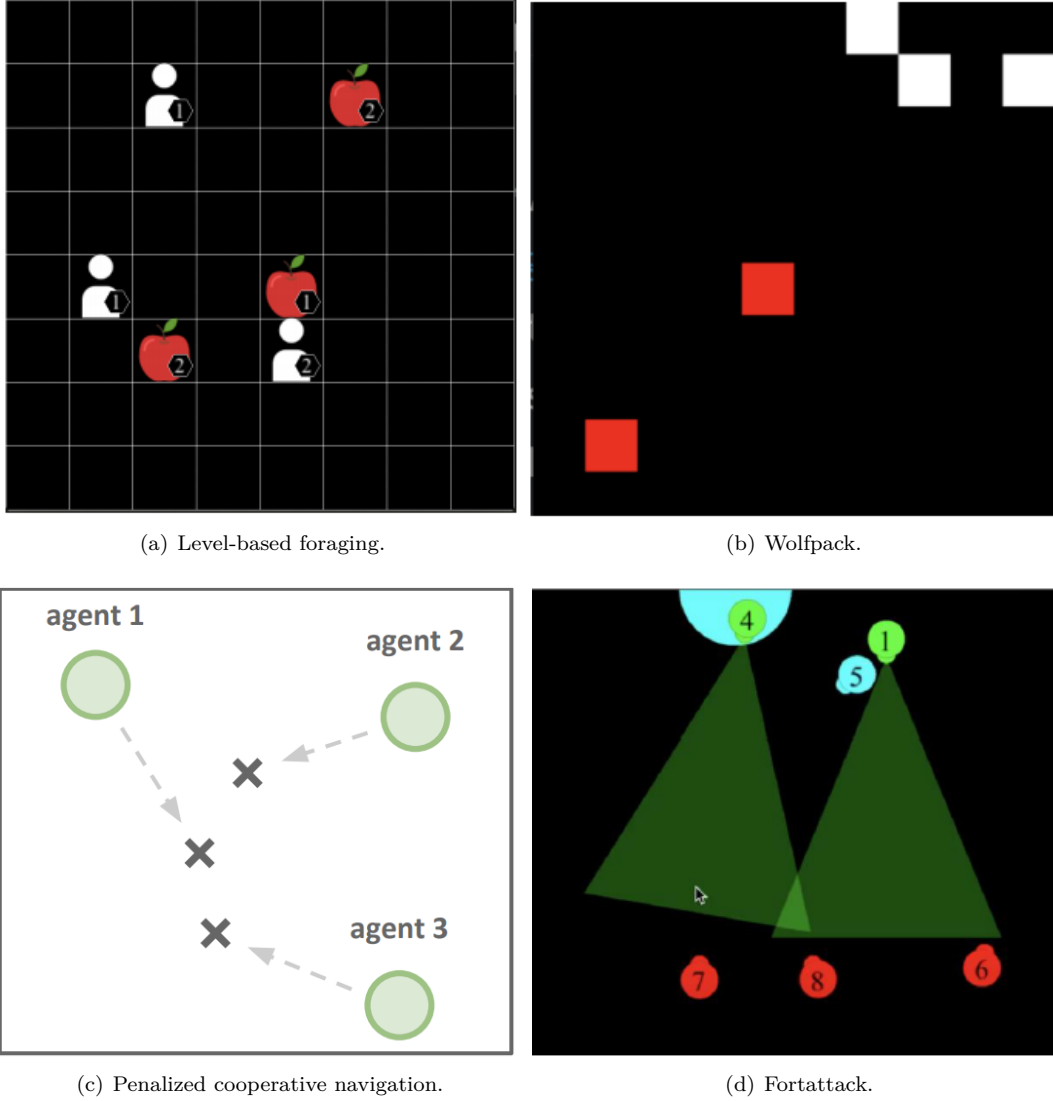 1
2
1
1
2
2
(a) Level-based foraging.
(b) Wolfpack.
agent 1
agent 2
agent 3
4
1
5
7
8
6
(c) Penalized cooperative navigation.
(d) Fortattack.